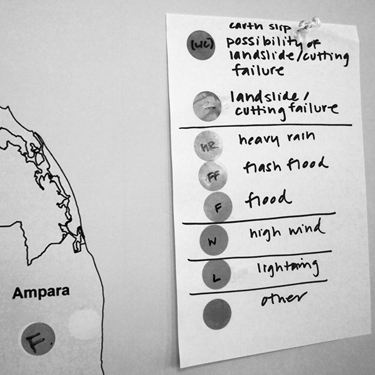 earth slip
(WC) possibility of
landslide/cutting
failure
landslide/
cutting failure
HR heavy rain
FF flash flood
F flood
W high wind
L lightning
other
Ampara
F.